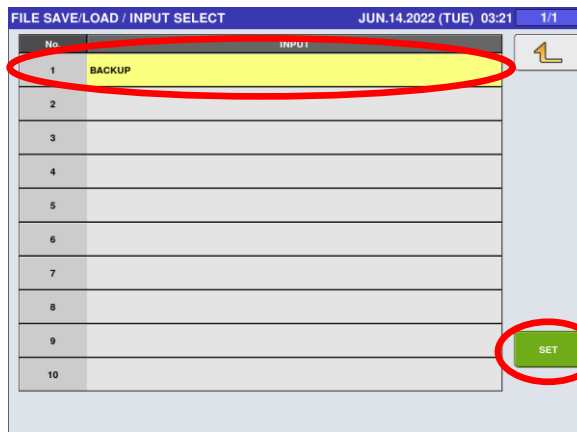 FILE SAVE/LOAD / INPUT SELECT JUN.14.2022 (TUE) 03:21 1/1
No. INPUT
1 BACKUP
2
3
4
5
6
7
8
9
SET
10